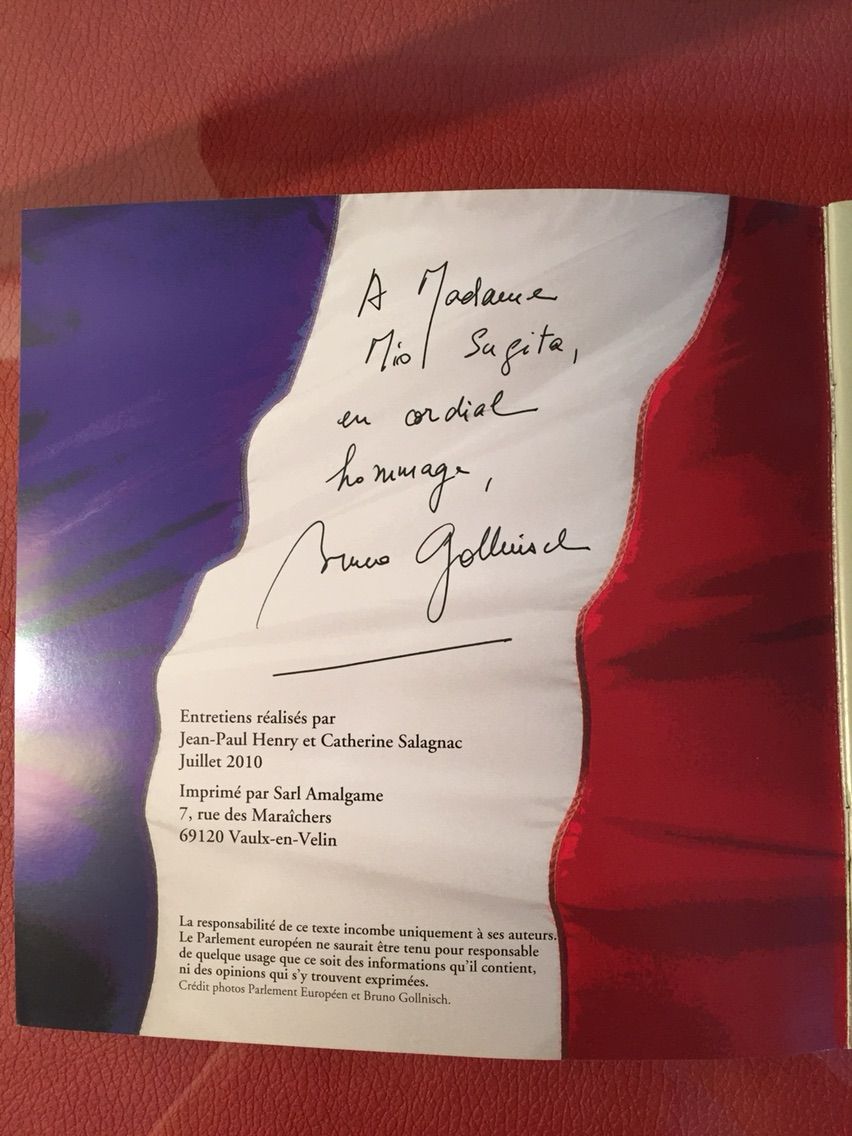 A Madame
Mio Sugita,
en cordial
hommage,
Bruno Gollnisch
Entretiens réalisés par
Jean-Paul Henry et Catherine Salagnac
Juillet 2010
Imprimé par Sarl Amalgame
7, rue des Maraîchers
69120 Vaulx-en-Velin
La responsabilité de ce texte incombe uniquement à ses auteurs.
Le Parlement européen ne saurait être tenu pour responsable
de quelque usage que ce soit des informations qu'il contient,
ni des opinions qui s'y trouvent exprimées.
Crédit photos Parlement Européen et Bruno Gollnisch.